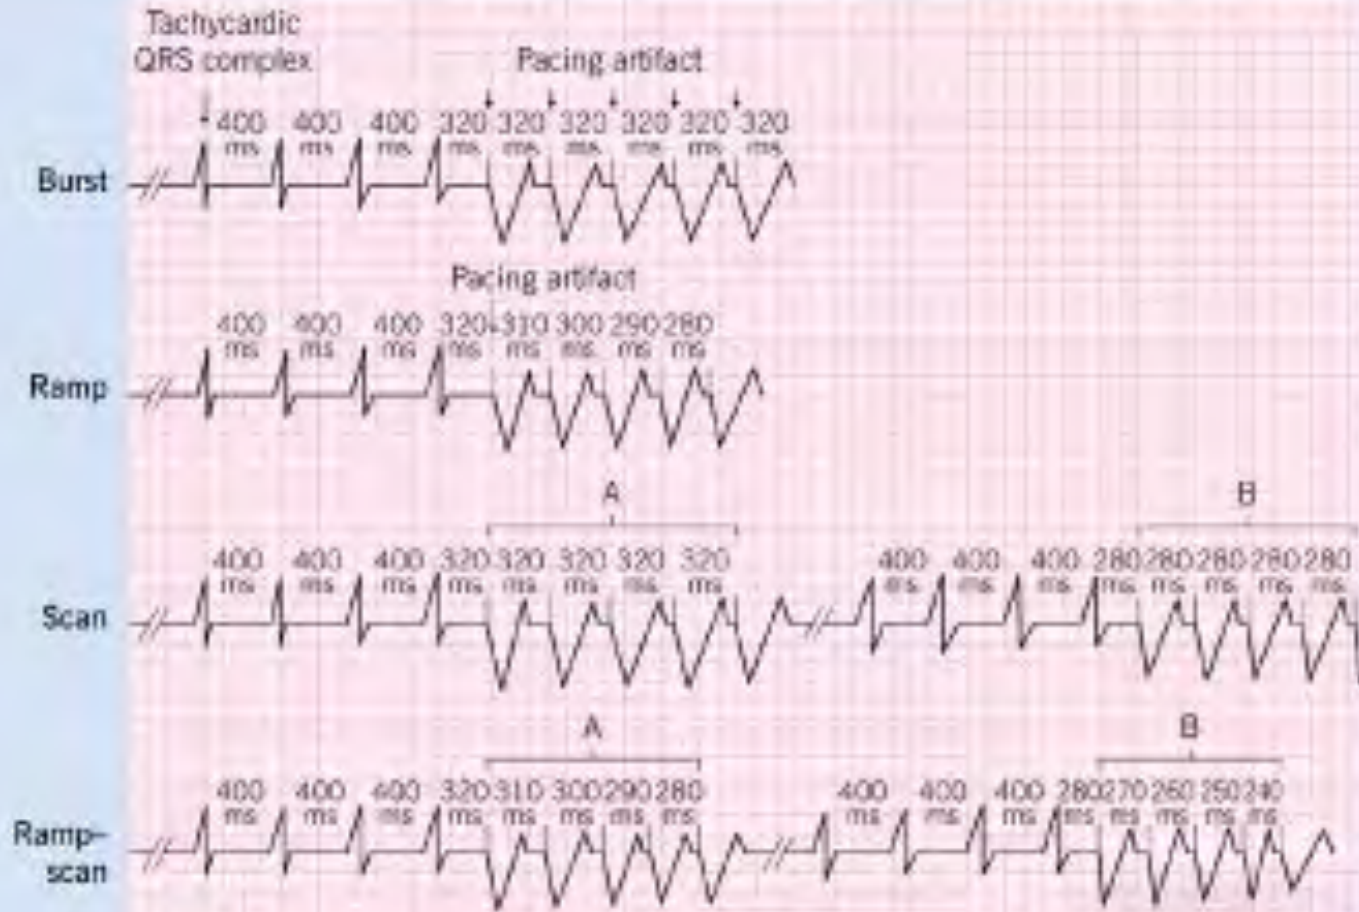 Tachycardic
QRS complex
Pacing artifact
400 400 400 320 320 320 320 320 320
ms ms ms ms ms ms ms ms ms
Burst
Pacing artifact
400 400 400 320 310 300 290 280
ms ms ms ms ms ms ms ms
Ramp
A B
400 400 400 320 320 320 320 320 400 400 400 280 280 280 280 280
ms ms ms ms ms ms ms ms ms ms ms ms ms ms ms ms
Scan
A B
400 400 400 320 310 300 290 280 400 400 400 280 270 260 250 240
ms ms ms ms ms ms ms ms ms ms ms ms ms ms ms ms
Ramp–
scan